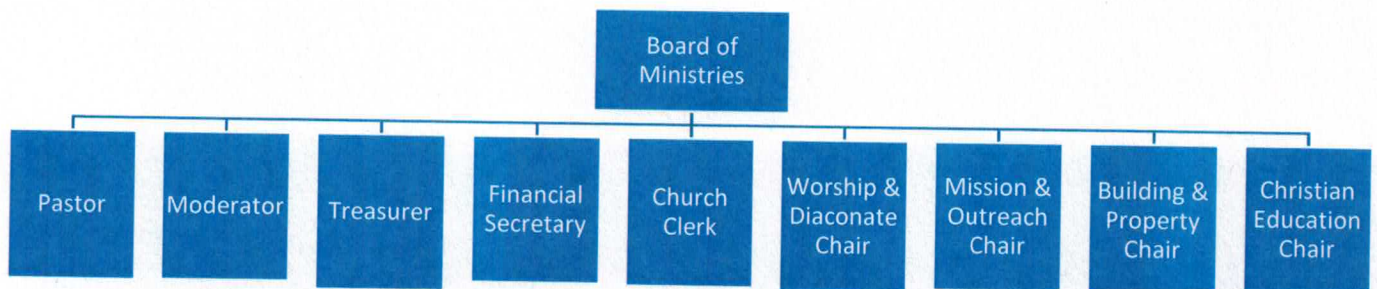 Board of
Ministries
Pastor
Moderator
Treasurer
Financial
Secretary
Church
Clerk
Worship &
Diaconate
Chair
Mission &
Outreach
Chair
Building &
Property
Chair
Christian
Education
Chair